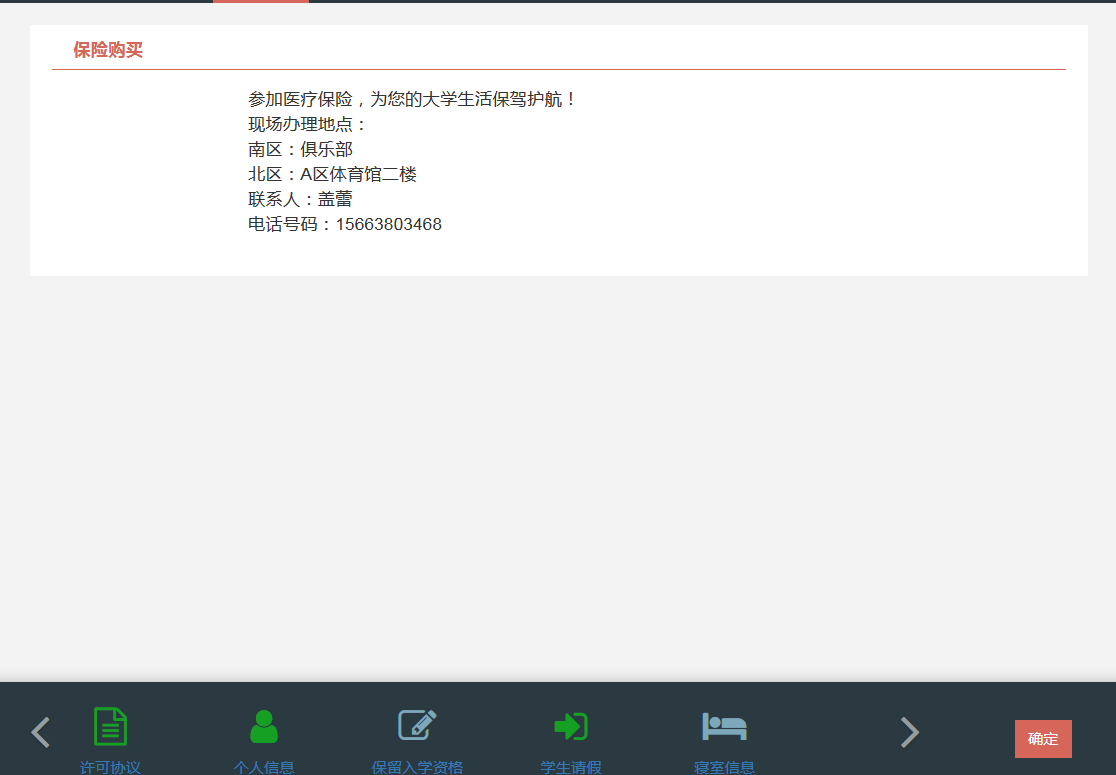 保险购买
参加医疗保险，为您的大学生活保驾护航！
现场办理地点：
南区：俱乐部
北区：A区体育馆二楼
联系人：盖蕾
电话号码：15663803468
许可协议
个人信息
保留入学资格
学生请假
寝室信息
确定